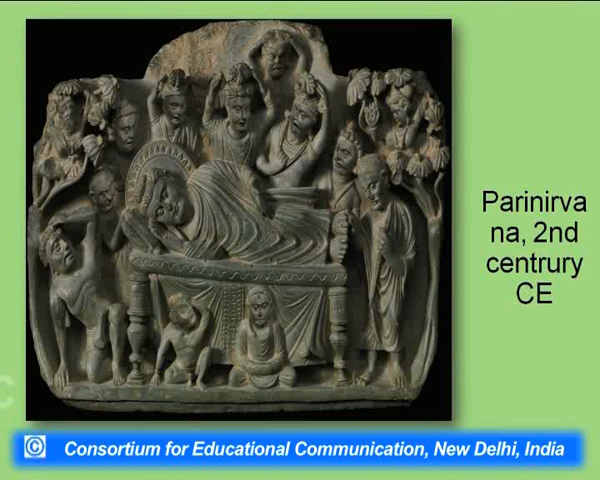 Parinirva
na, 2nd
centrury
CE
© Consortium for Educational Communication, New Delhi, India